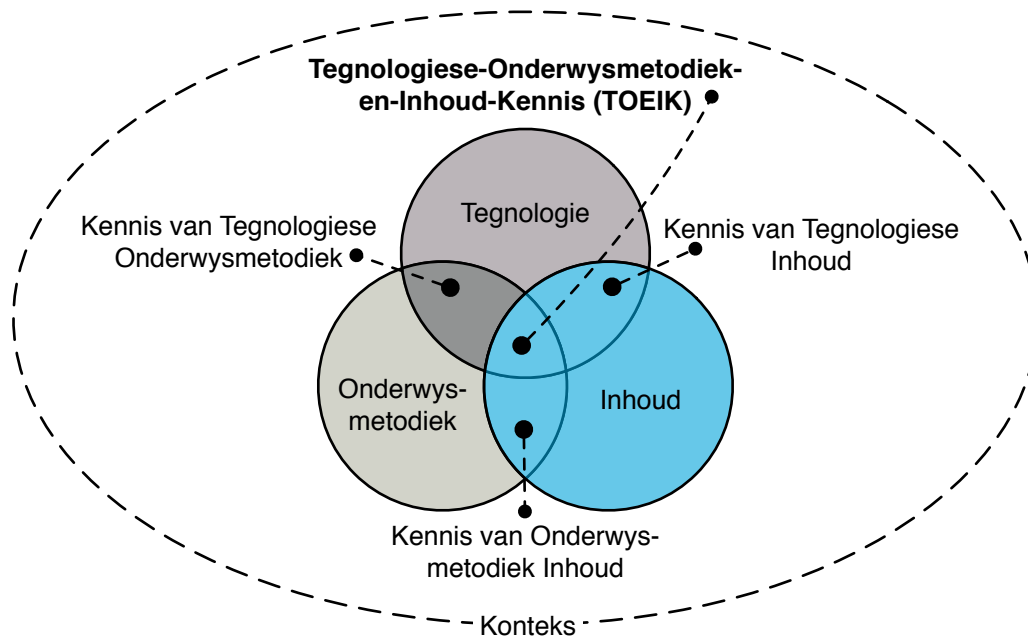 Tegnologiese-Onderwysmetodiek-
en-Inhoud-Kennis (TOEIK)
Tegnologie
Kennis van Tegnologiese
Onderwysmetodiek
Kennis van Tegnologiese
Inhoud
Onderwys-
metodiek
Inhoud
Kennis van Onderwys-
metodiek Inhoud
Konteks